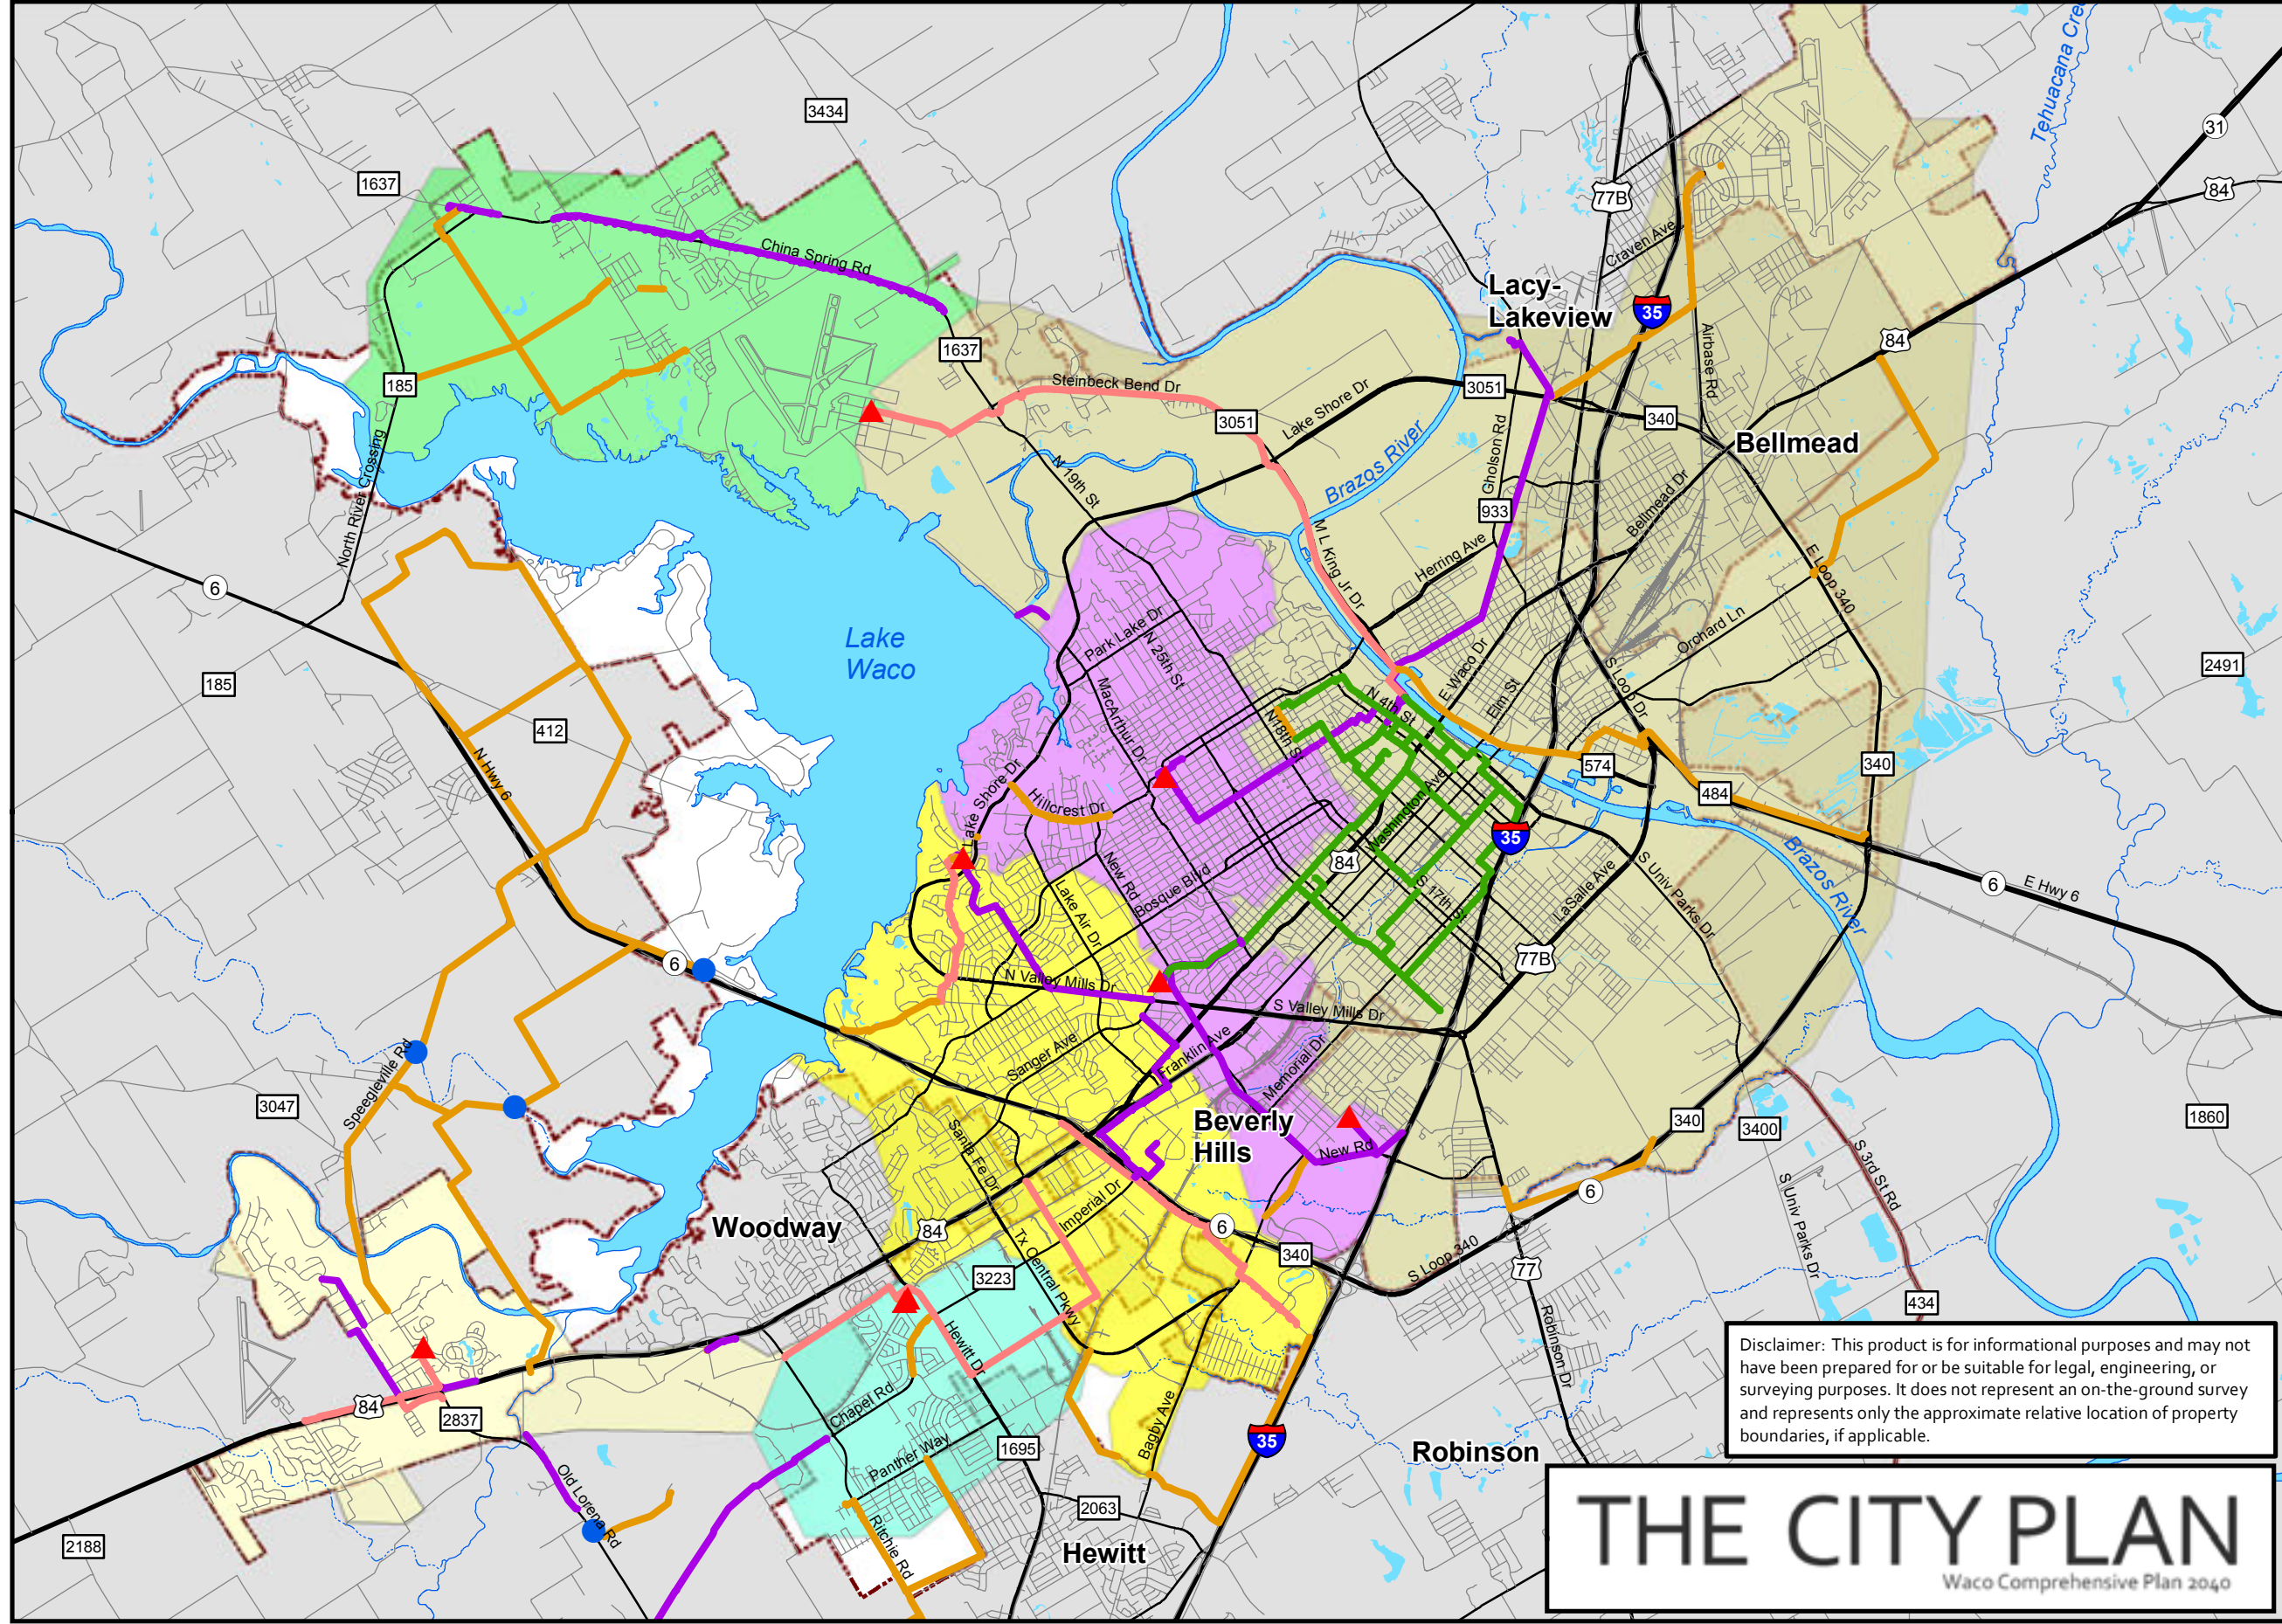 Tehuacana Cree
3434
31
1637
84
77B
Craven Ave
China Spring Rd
Lacy-
Lakeview
35
84
1637
Airbase Rd
185
Steinbeck Bend Dr
3051
3051
Lake Shore Dr
340
Bellmead
N 19th St
Gholson Rd
Brazos River
North River Crossing
Bellmead Dr
933
M L King Jr Dr
Herring Ave
E Loop 340
6
Park Lake Dr
N 25th St
Orchard Ln
Lake
Waco
185
2491
MacArthur Dr
E Waco Dr
S Loop Dr
Elm St
N 4th St
N18th St
412
N Hwy 6
574
340
484
Lake Shore Dr
Hillcrest Dr
Washington Ave
35
84
New Rd
Bosque Blvd
S 17th St
LaSalle Ave
S Univ Parks Dr
Brazos River
6
E Hwy 6
Lake Air Dr
6
N Valley Mills Dr
77B
S Valley Mills Dr
Sanger Ave
Franklin Ave
Memorial Dr
Speegleville Rd
3047
Beverly
Hills
340
3400
1860
New Rd
Santa Fe Dr
S 3rd St Rd
S Univ Parks Dr
6
Imperial Dr
Woodway
84
6
340
S Loop 340
Tx Central Pkwy
3223
77
434
Robinson Dr
Hewitt Dr
Disclaimer: This product is for informational purposes and may not
have been prepared for or be suitable for legal, engineering, or
surveying purposes. It does not represent an on-the-ground survey
and represents only the approximate relative location of property
boundaries, if applicable.
84
2837
Chapel Rd
Bagby Ave
35
Panther Way
1695
Robinson
Old Lorena Rd
2063
Ritchie Rd
2188
Hewitt
THE CITY PLAN
Waco Comprehensive Plan 2040